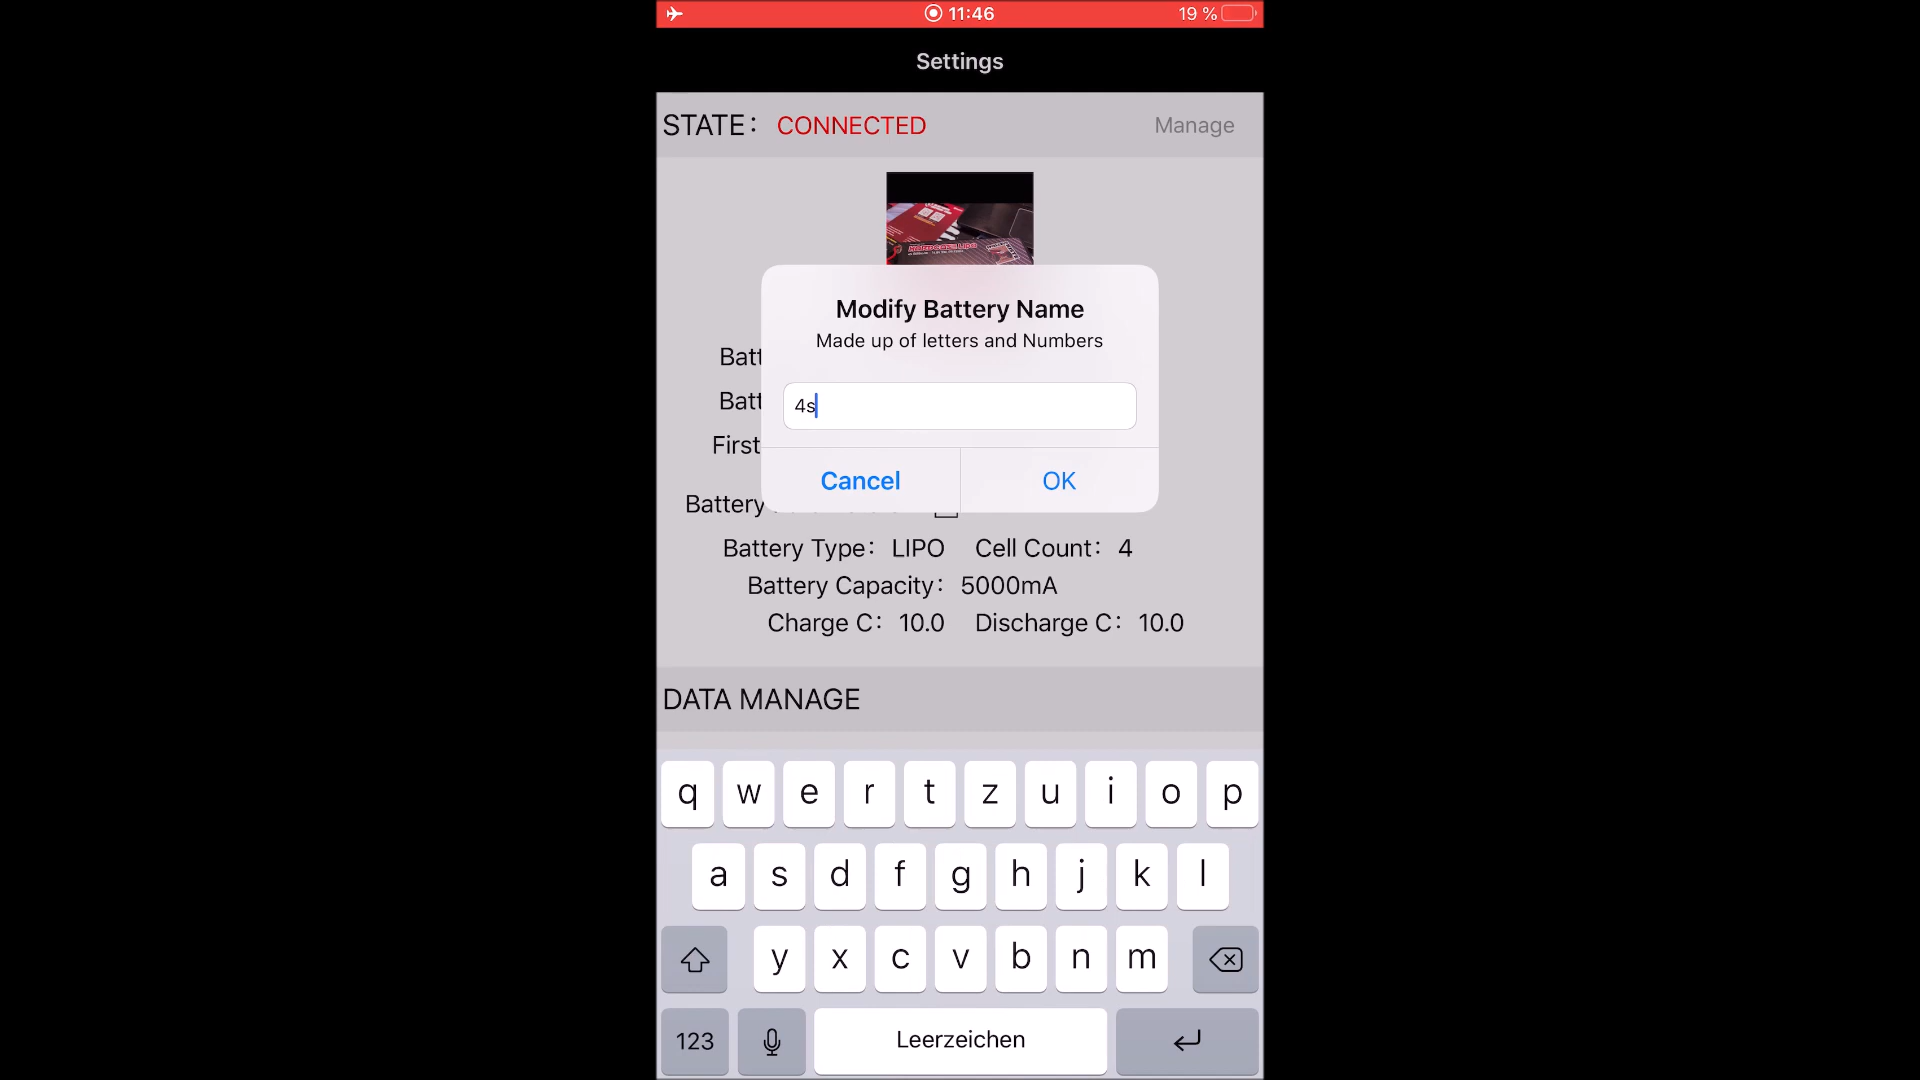 11:46
19 %
Settings
STATE: CONNECTED
Manage
HARDCASE LIPO
Modify Battery Name
Made up of letters and Numbers
Batt
Batt
First
4s
Cancel
OK
Battery
Battery Type: LIPO Cell Count: 4
Battery Capacity: 5000mA
Charge C: 10.0 Discharge C: 10.0
DATA MANAGE
q w e r t z u i o p
a s d f g h j k l
y x c v b n m
123
Leerzeichen